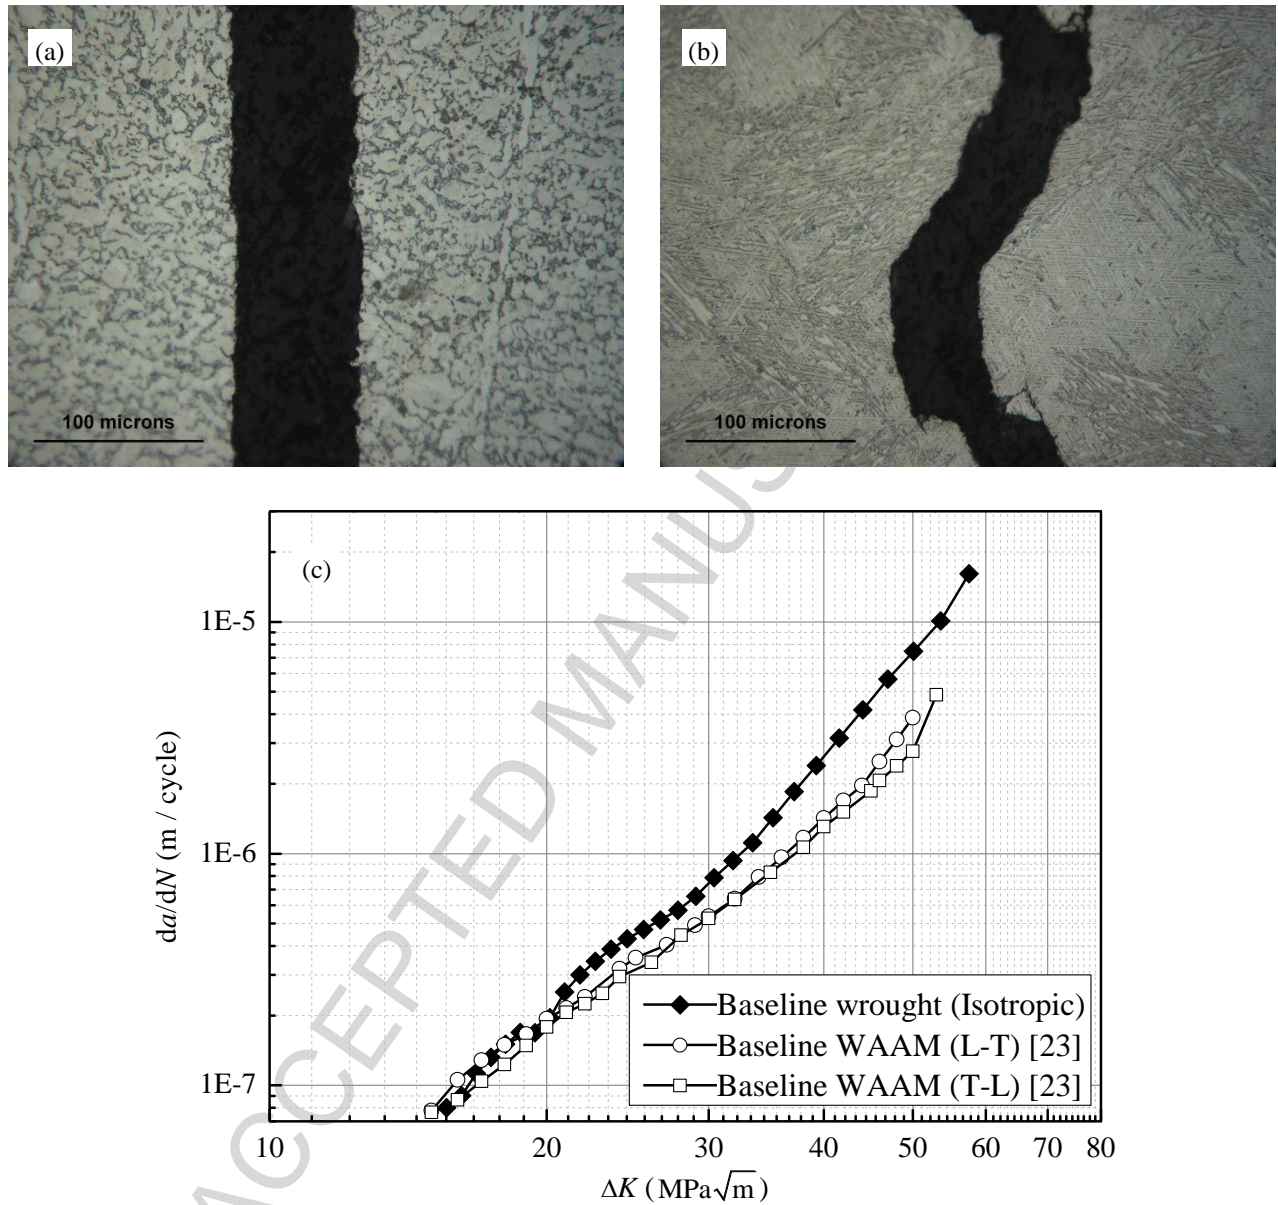 (a)
(b)
100 microns
100 microns
ACCEPTED MANUS
(c)
1E-5
1E-6
1E-7
da/dN (m / cycle)
Baseline wrought (Isotropic)
Baseline WAAM (L-T) [23]
Baseline WAAM (T-L) [23]
10 20 30 40 50 60 70 80
ΔK (MPa√m)